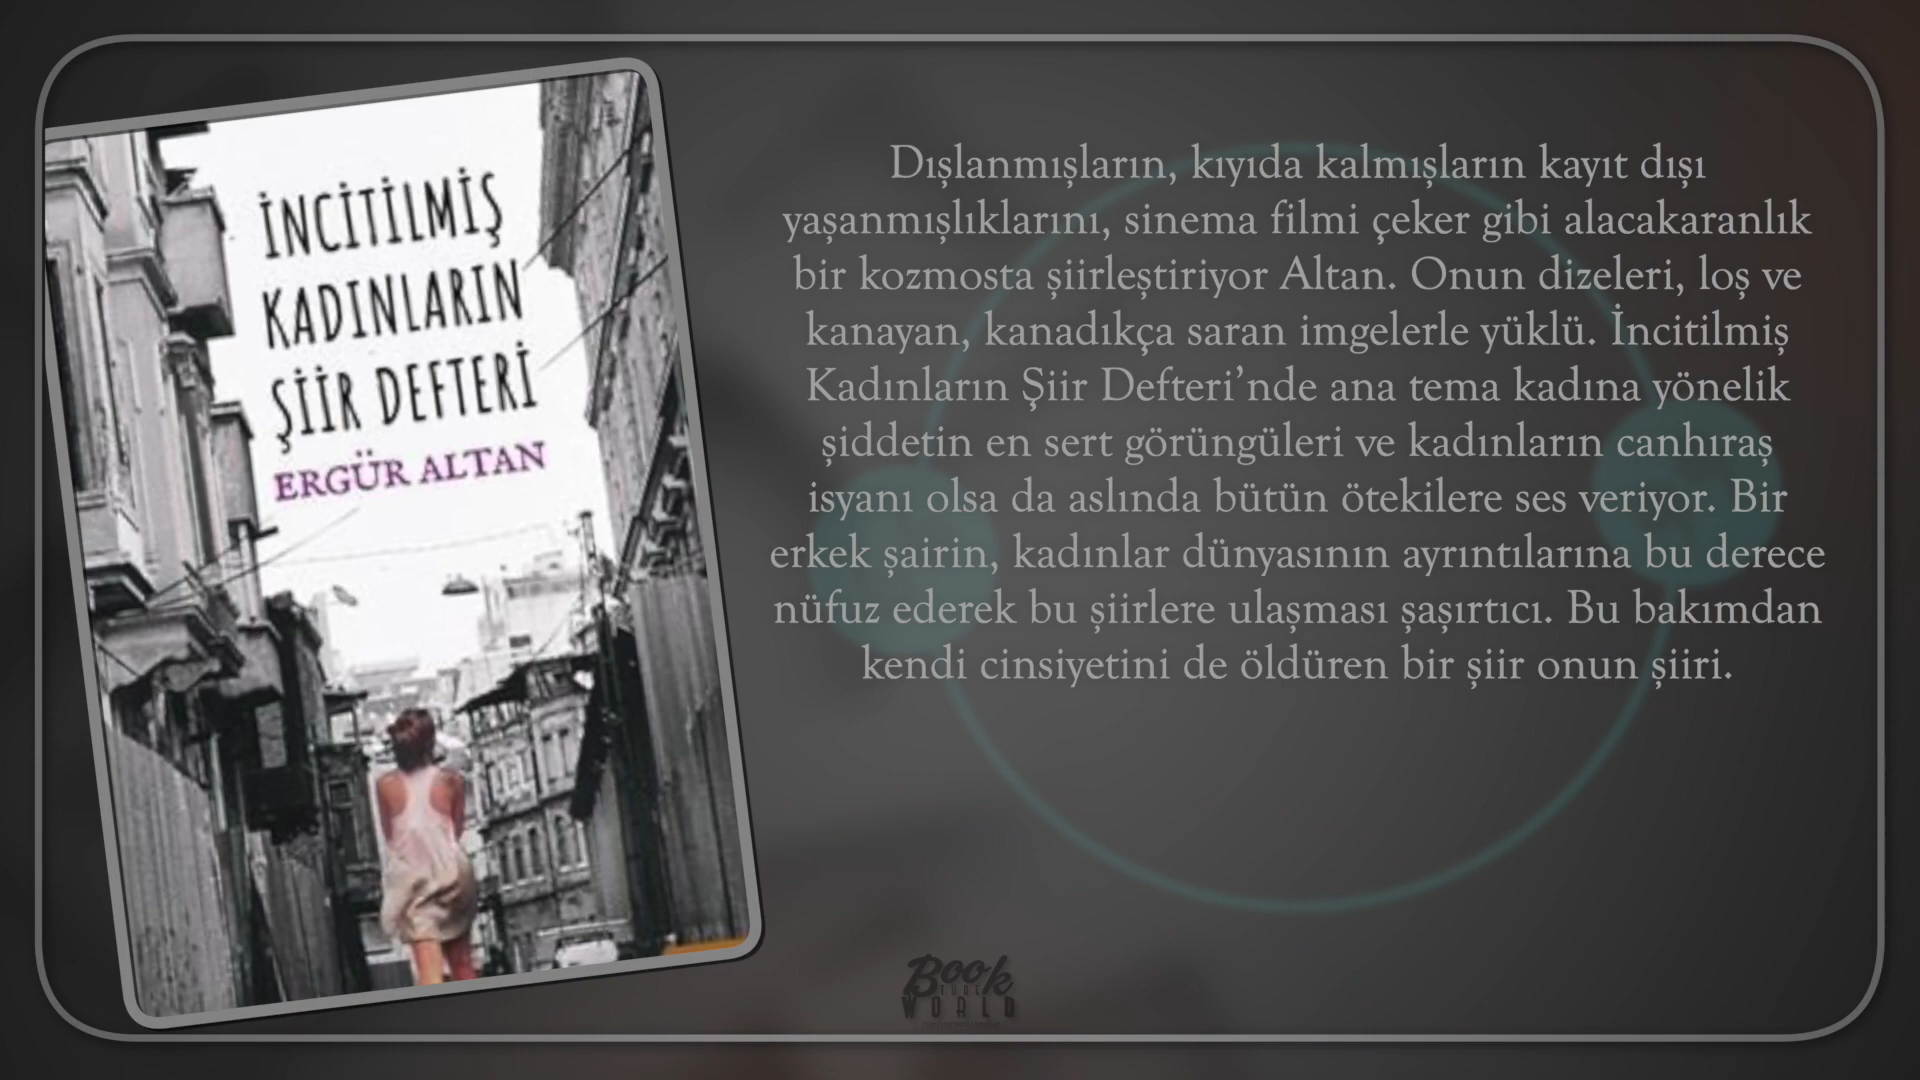 İNCİTİLMİŞ
KADINLARIN
ŞİİR DEFTERİ
ERGÜR ALTAN
Dışlanmışların, kıyıda kalmışların kayıt dışı
yaşanmışlıklarını, sinema filmi çeker gibi alacakaranlık
bir kozmosta şiirleştiriyor Altan. Onun dizeleri, loş ve
kanayan, kanadıkça saran imgelerle yüklü. İncitilmiş
Kadınların Şiir Defteri’nde ana tema kadına yönelik
şiddetin en sert görüngüleri ve kadınların canhıraş
isyanı olsa da aslında bütün ötekilere ses veriyor. Bir
erkek şairin, kadınlar dünyasının ayrıntılarına bu derece
nüfuz ederek bu şiirlere ulaşması şaşırtıcı. Bu bakımdan
kendi cinsiyetini de öldüren bir şiir onun şiiri.
Book
TUBE
WORLD